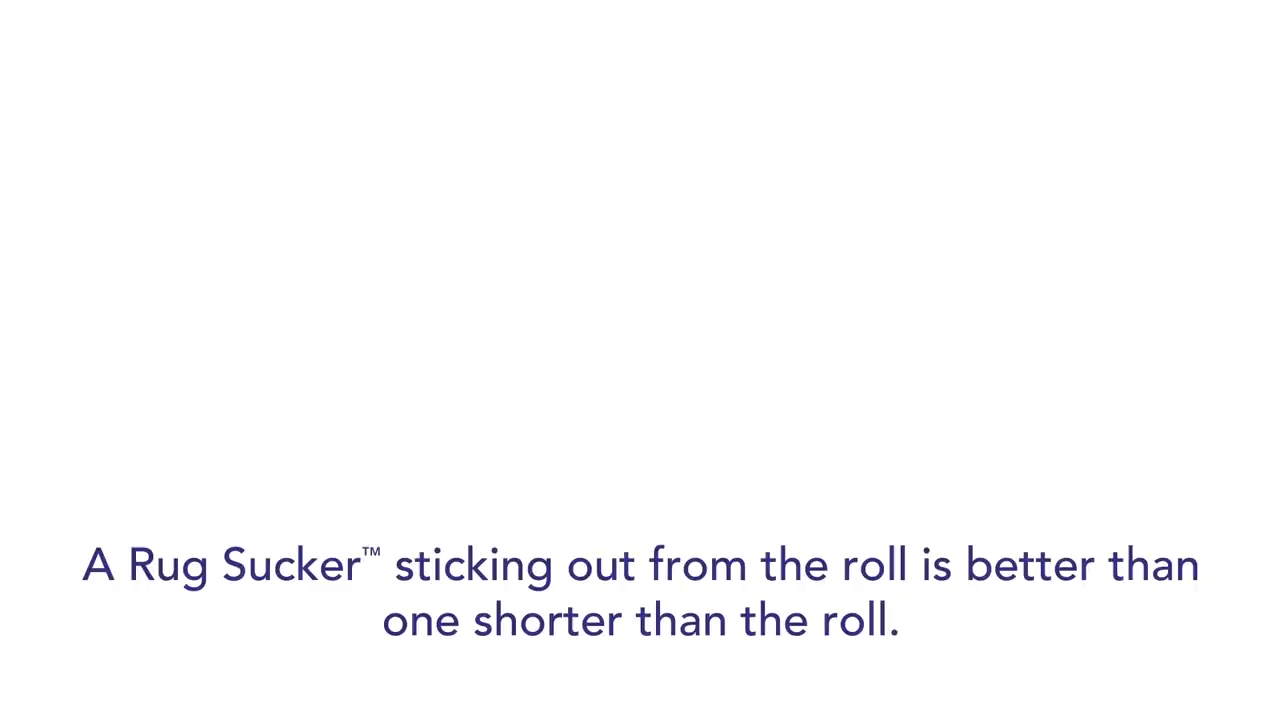 A Rug Sucker™ sticking out from the roll is better than
one shorter than the roll.